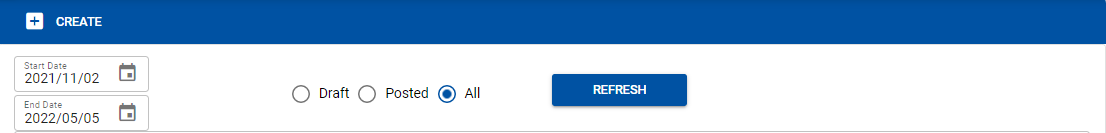 CREATE
Start Date
2021/11/02
Draft Posted All
REFRESH
End Date
2022/05/05